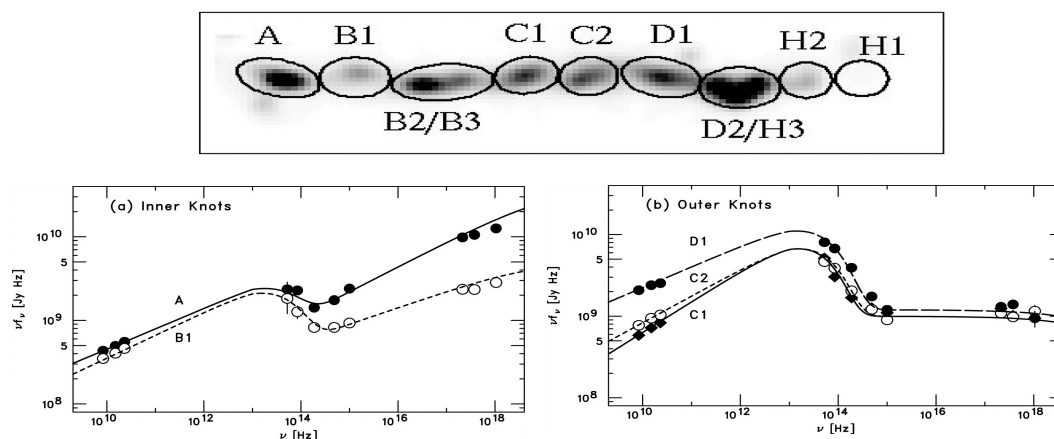 A B1 C1 C2 D1 H2 H1
B2/B3 D2/H3
(a) Inner Knots
νf_ν [Jy Hz]
10^10
5
10^9
5
10^8
A
B1
10^10 10^12 10^14 10^16 10^18
ν [Hz]
(b) Outer Knots
νf_ν [Jy Hz]
10^10
5
10^9
5
10^8
D1
C2
C1
10^10 10^12 10^14 10^16 10^18
ν [Hz]